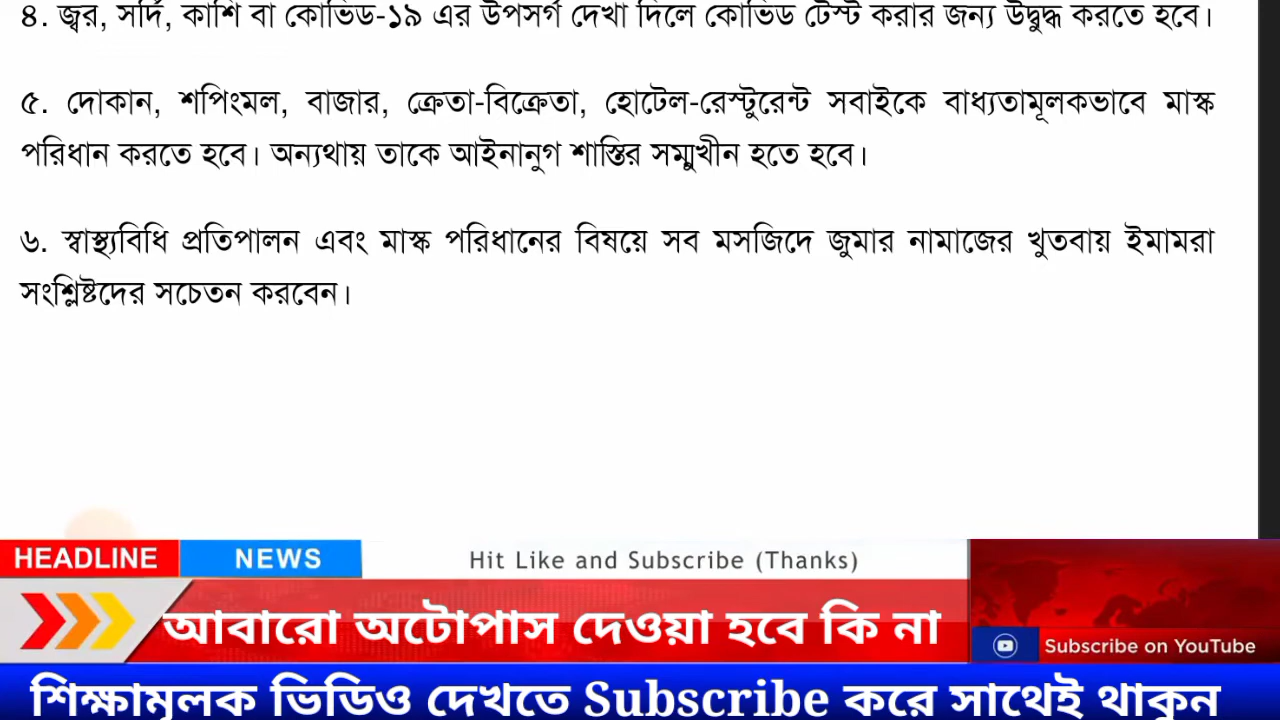 ৪. জ্বর, সর্দি, কাশি বা কোভিড-১৯ এর উপসর্গ দেখা দিলে কোভিড টেস্ট করার জন্য উদ্বুদ্ধ করতে হবে।
৫. দোকান, শপিংমল, বাজার, ক্রেতা-বিক্রেতা, হোটেল-রেস্টুরেন্ট সবাইকে বাধ্যতামূলকভাবে মাস্ক
পরিধান করতে হবে। অন্যথায় তাকে আইনানুগ শাস্তির সম্মুখীন হতে হবে।
৬. স্বাস্থ্যবিধি প্রতিপালন এবং মাস্ক পরিধানের বিষয়ে সব মসজিদে জুমার নামাজের খুতবায় ইমামরা
সংশ্লিষ্টদের সচেতন করবেন।
HEADLINE NEWS Hit Like and Subscribe (Thanks)
আবারো অটোপাস দেওয়া হবে কি না
Subscribe on YouTube
শিক্ষামূলক ভিডিও দেখতে Subscribe করে সাথেই থাকুন